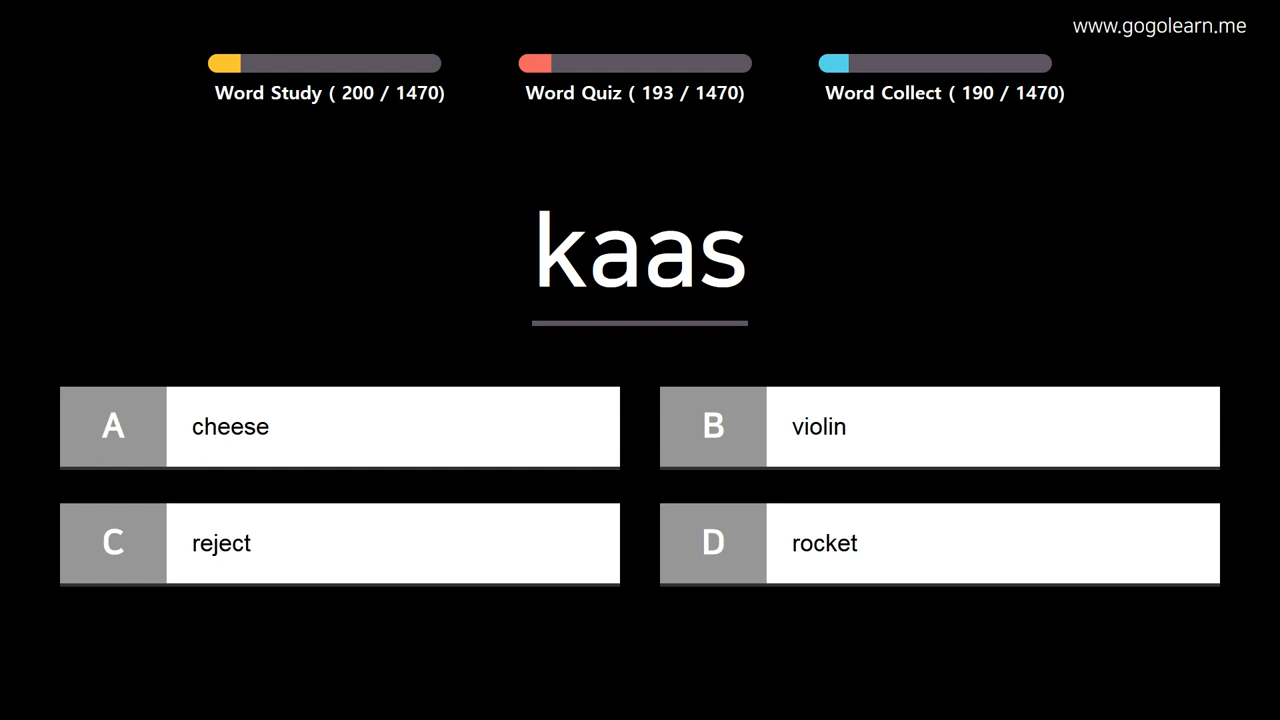 www.gogolearn.me
Word Study ( 200 / 1470)
Word Quiz ( 193 / 1470)
Word Collect ( 190 / 1470)
kaas
A cheese
B violin
C reject
D rocket